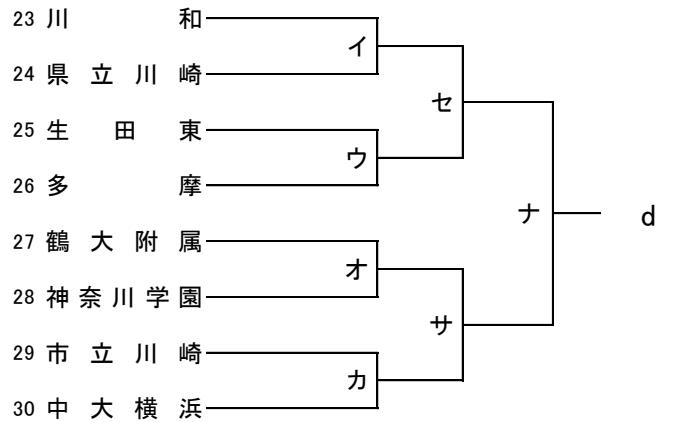 23 川和
イ
24 県立川崎
セ
25 生田東
ウ
26 多摩
ナ d
27 鶴大附属
オ
28 神奈川学園
サ
29 市立川崎
カ
30 中大横浜